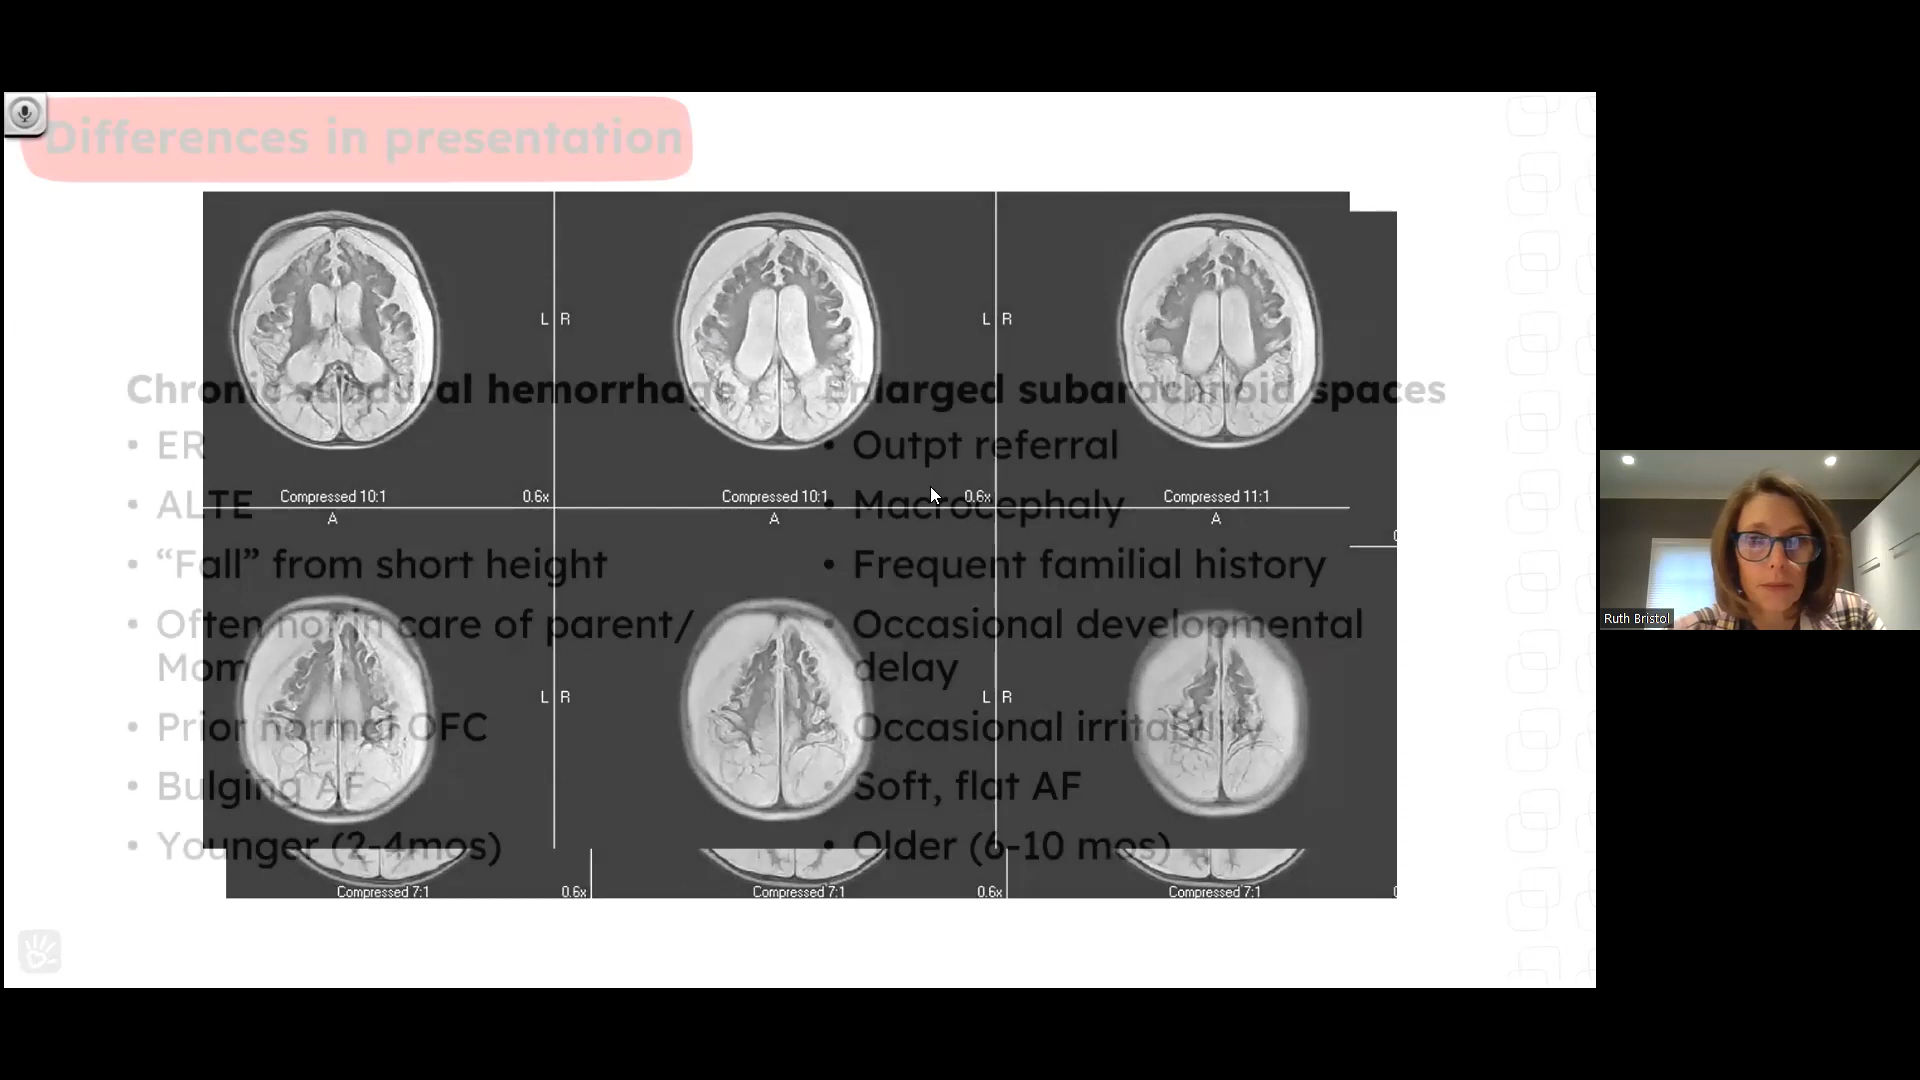 Differences in presentation
L R
L R
Chronic subdural hemorrhage
• ER
• ALTE
• “Fall” from short height
• Often not in care of parent/
Mom
• Prior normal OFC
• Bulging AF
• Younger (2-4mos)
Enlarged subarachnoid spaces
• Outpt referral
• Macrocephaly
• Frequent familial history
• Occasional developmental
delay
Occasional irritability
• Soft, flat AF
• Older (6-10 mos)
Compressed 10:1 0.6x
Compressed 10:1 0.6x
Compressed 11:1
A
A
A
L R
L R
Compressed 7:1 0.6x
Compressed 7:1 0.6x
Compressed 7:1
Ruth Bristol